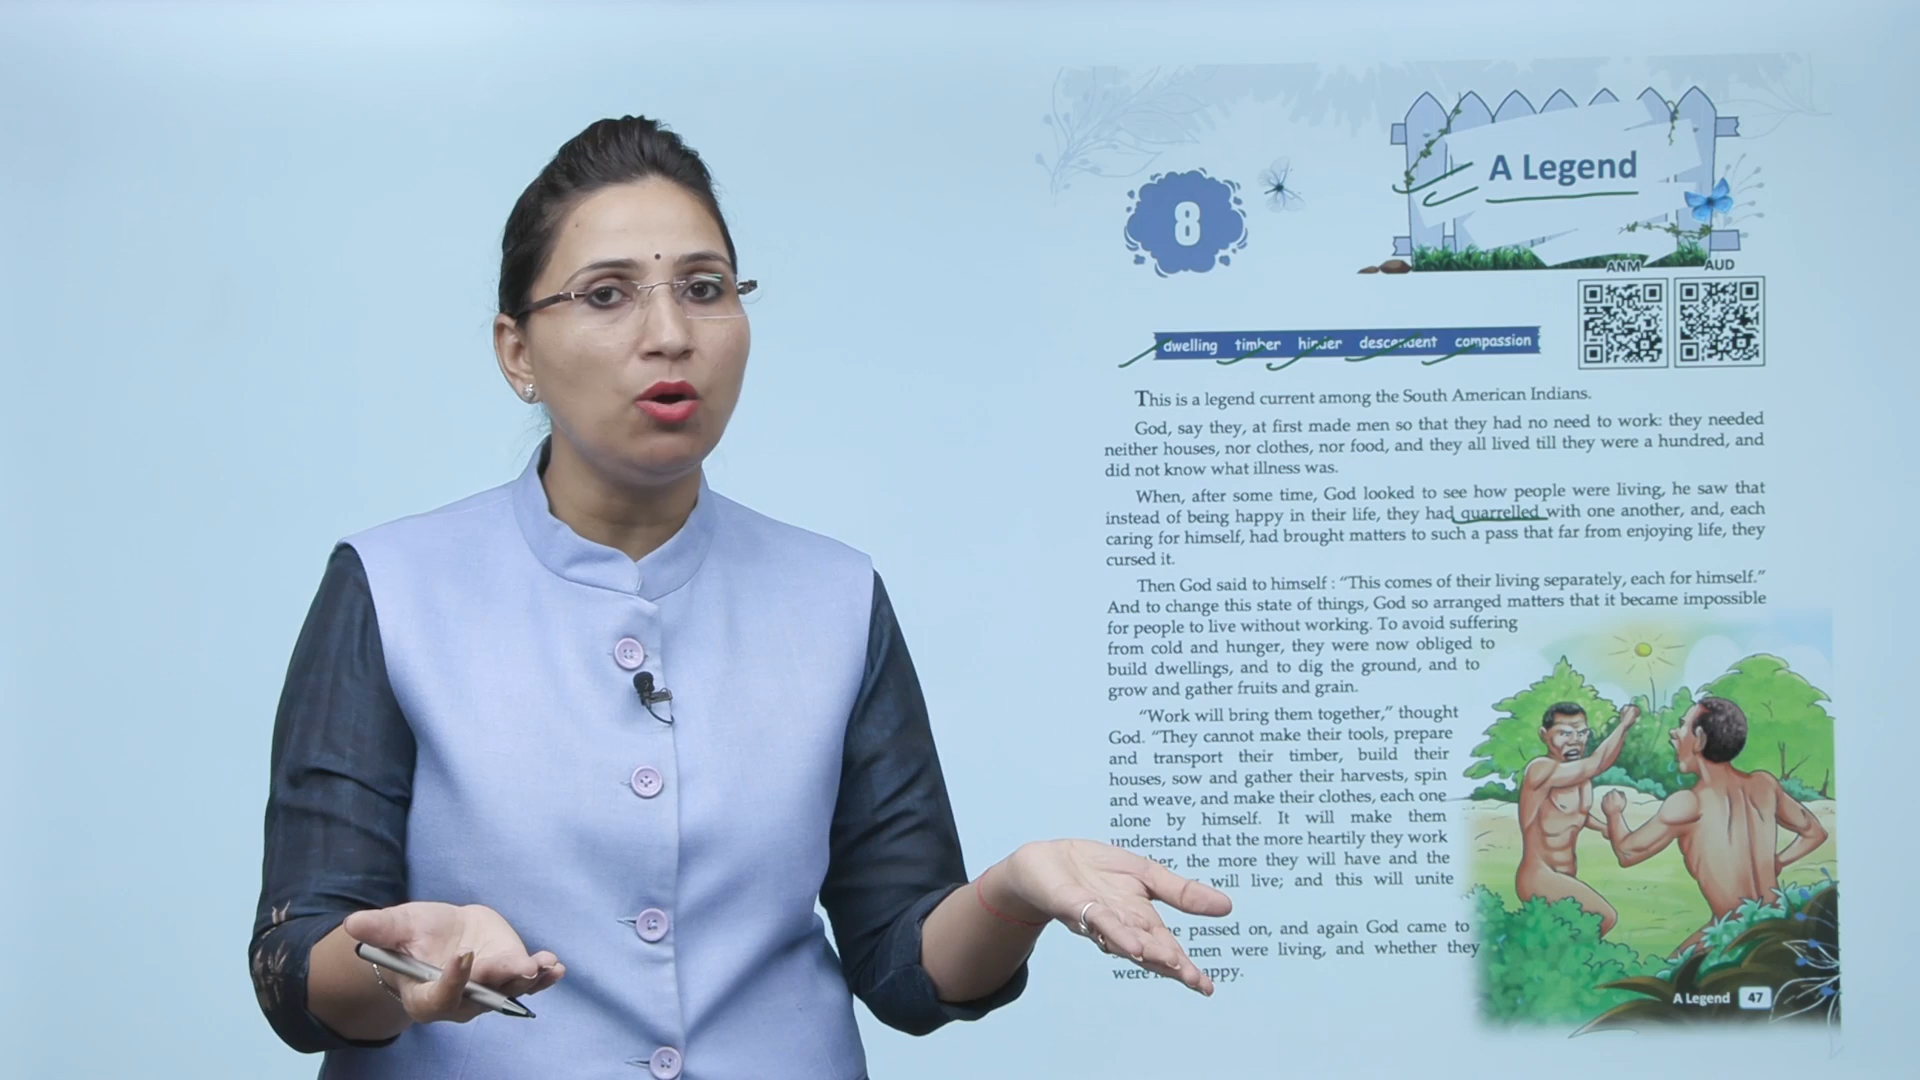 8
A Legend
ANM AUD
dwelling timber hinder descendent compassion
This is a legend current among the South American Indians.
God, say they, at first made men so that they had no need to work: they needed
neither houses, nor clothes, nor food, and they all lived till they were a hundred, and
did not know what illness was.
When, after some time, God looked to see how people were living, he saw that
instead of being happy in their life, they had quarrelled with one another, and, each
caring for himself, had brought matters to such a pass that far from enjoying life, they
cursed it.
Then God said to himself : “This comes of their living separately, each for himself.”
And to change this state of things, God so arranged matters that it became impossible
for people to live without working. To avoid suffering
from cold and hunger, they were now obliged to
build dwellings, and to dig the ground, and to
grow and gather fruits and grain.
“Work will bring them together,” thought
God. “They cannot make their tools, prepare
and transport their timber, build their
houses, sow and gather their harvests, spin
and weave, and make their clothes, each one
alone by himself. It will make them
understand that the more heartily they work
the more they will have and the
will live; and this will unite
passed on, and again God came to
men were living, and whether they
were
A Legend 47